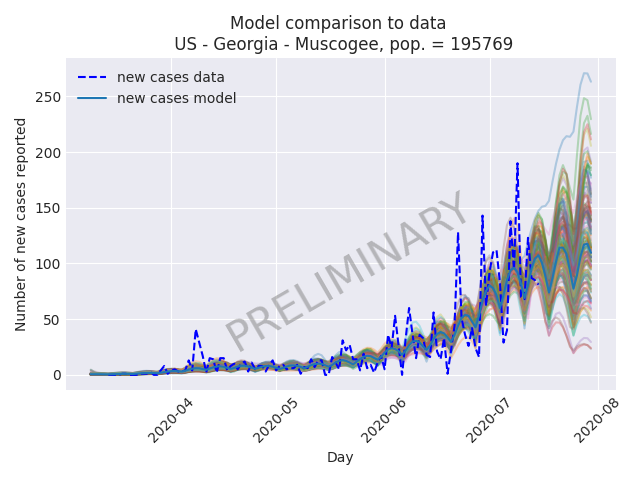 Model comparison to data
US - Georgia - Muscogee, pop. = 195769
new cases data
new cases model
Number of new cases reported
250
200
150
100
50
0
PRELIMINARY
2020-04
2020-05
2020-06
2020-07
2020-08
Day